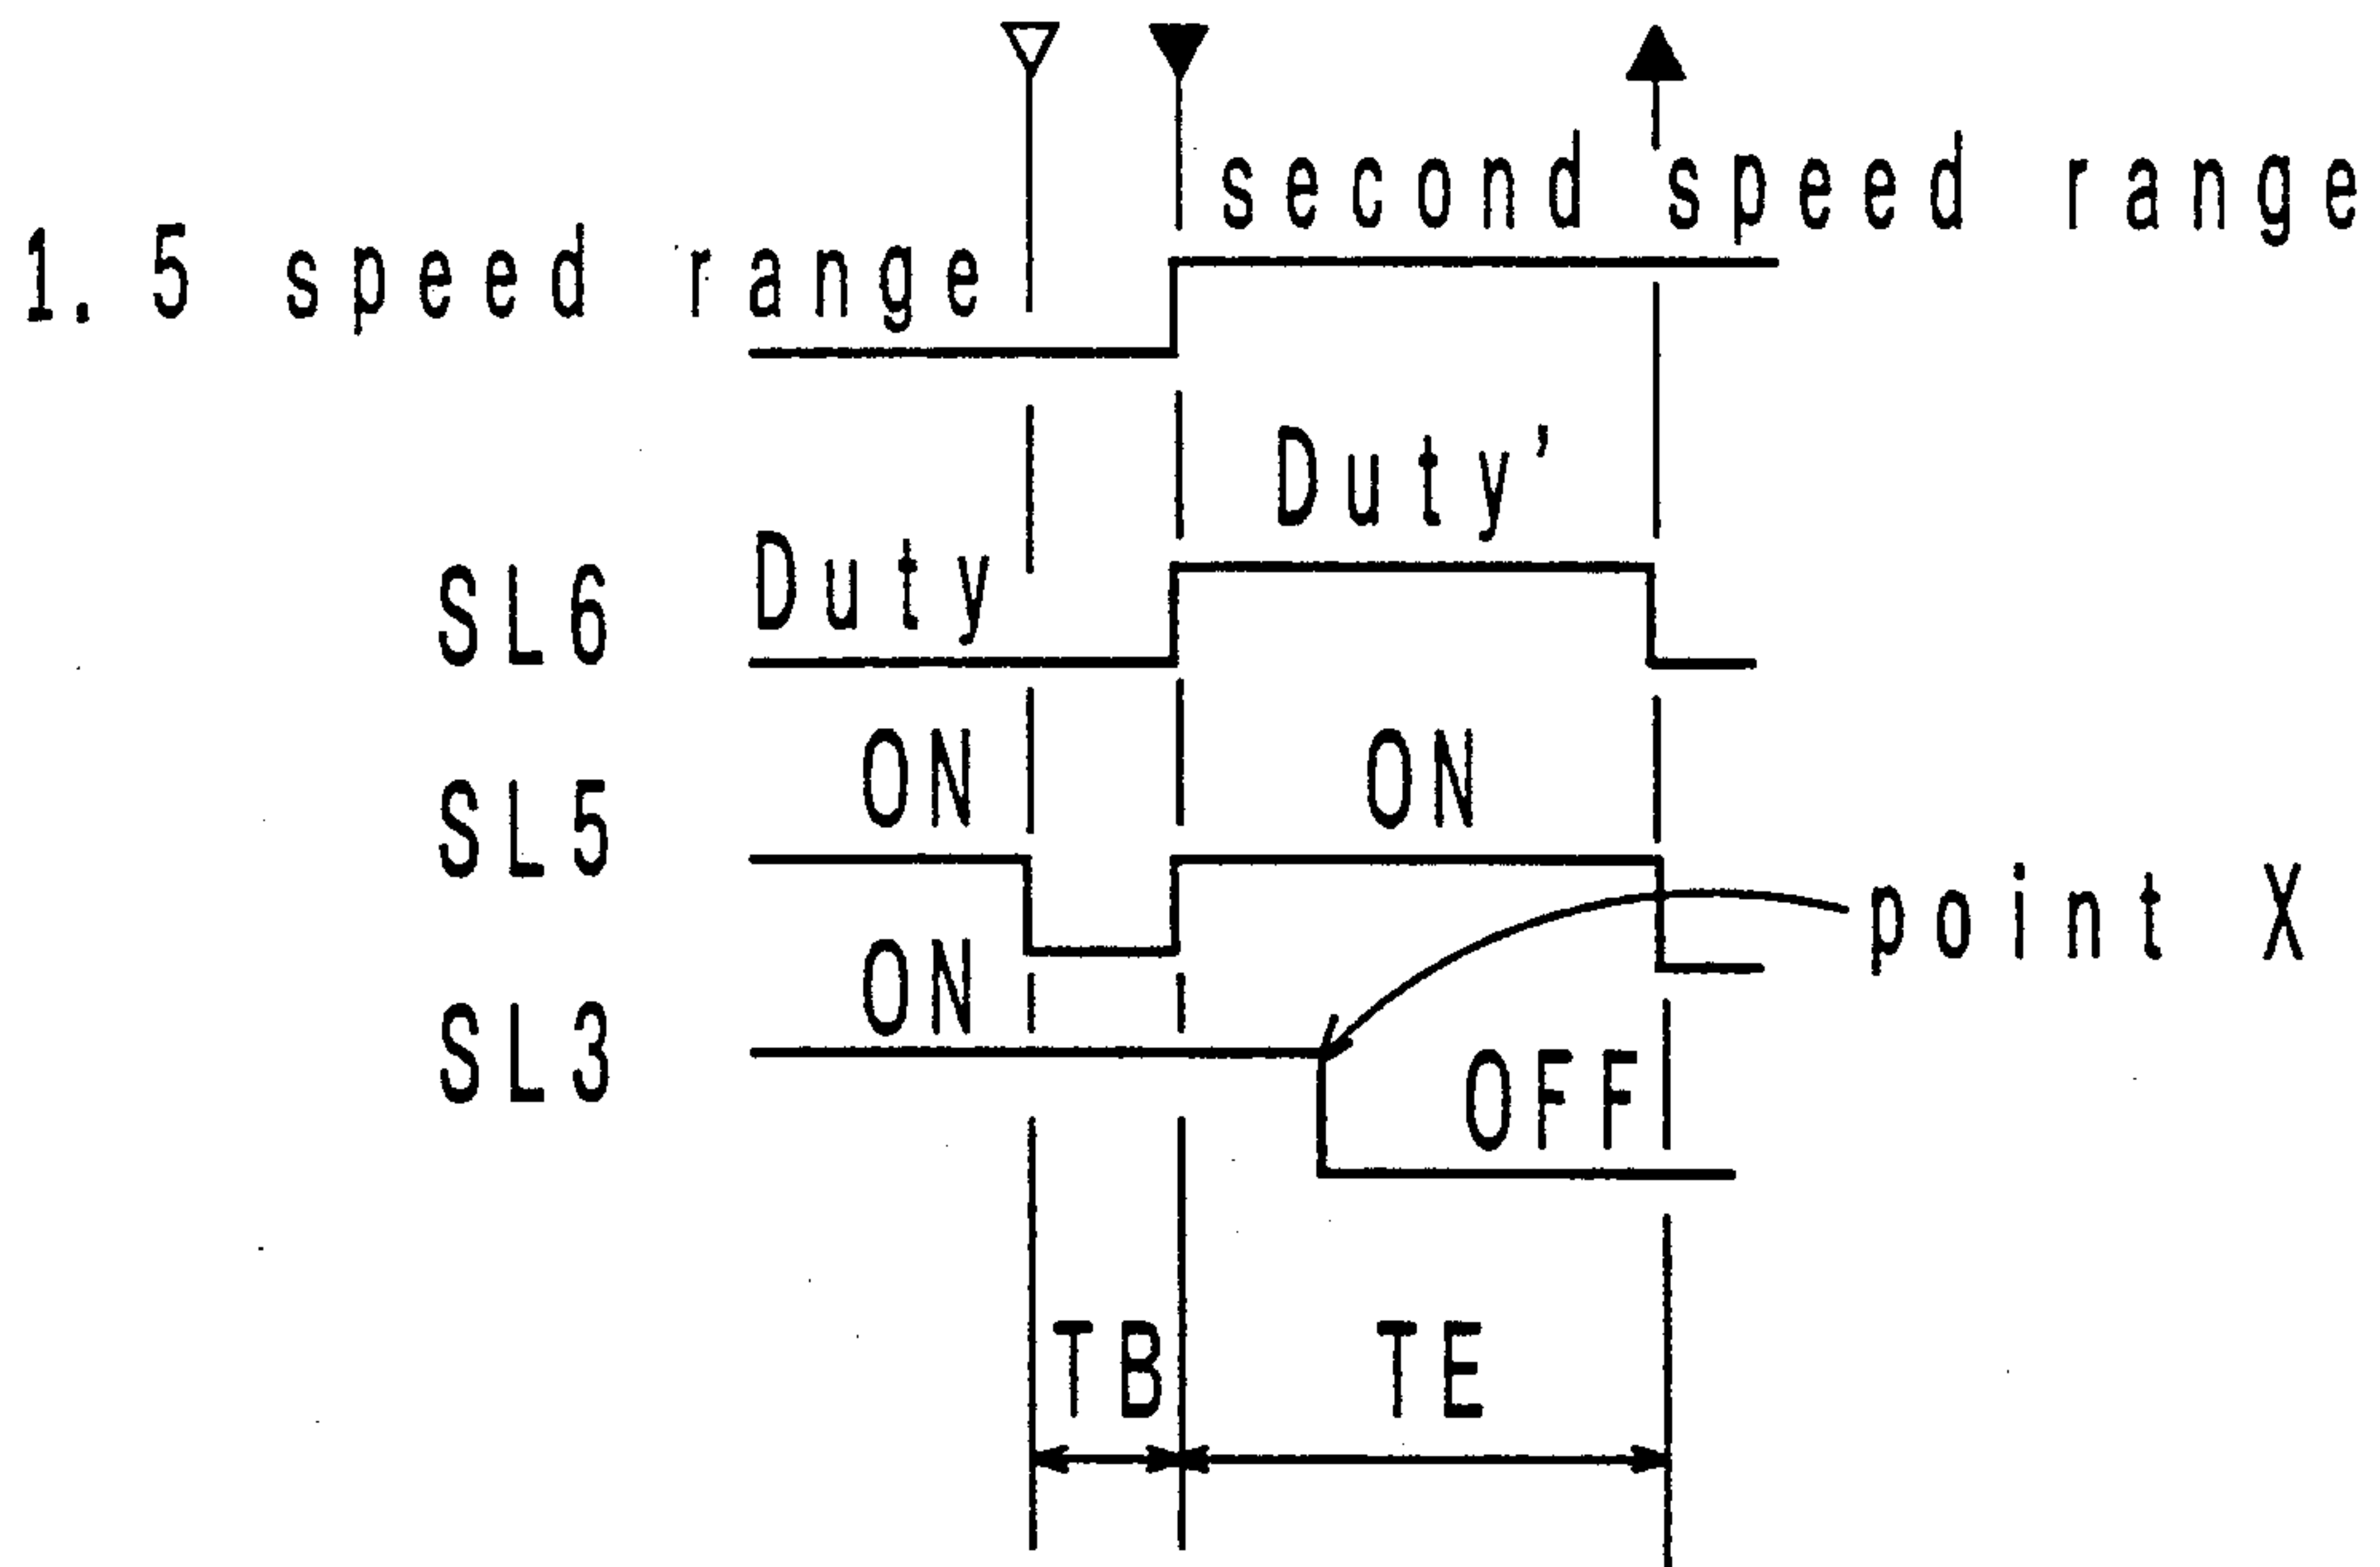 second speed range
1.5 speed range
Duty'
Duty
SL6
ON ON
SL5
point X
ON
SL3
OFF
TB TE